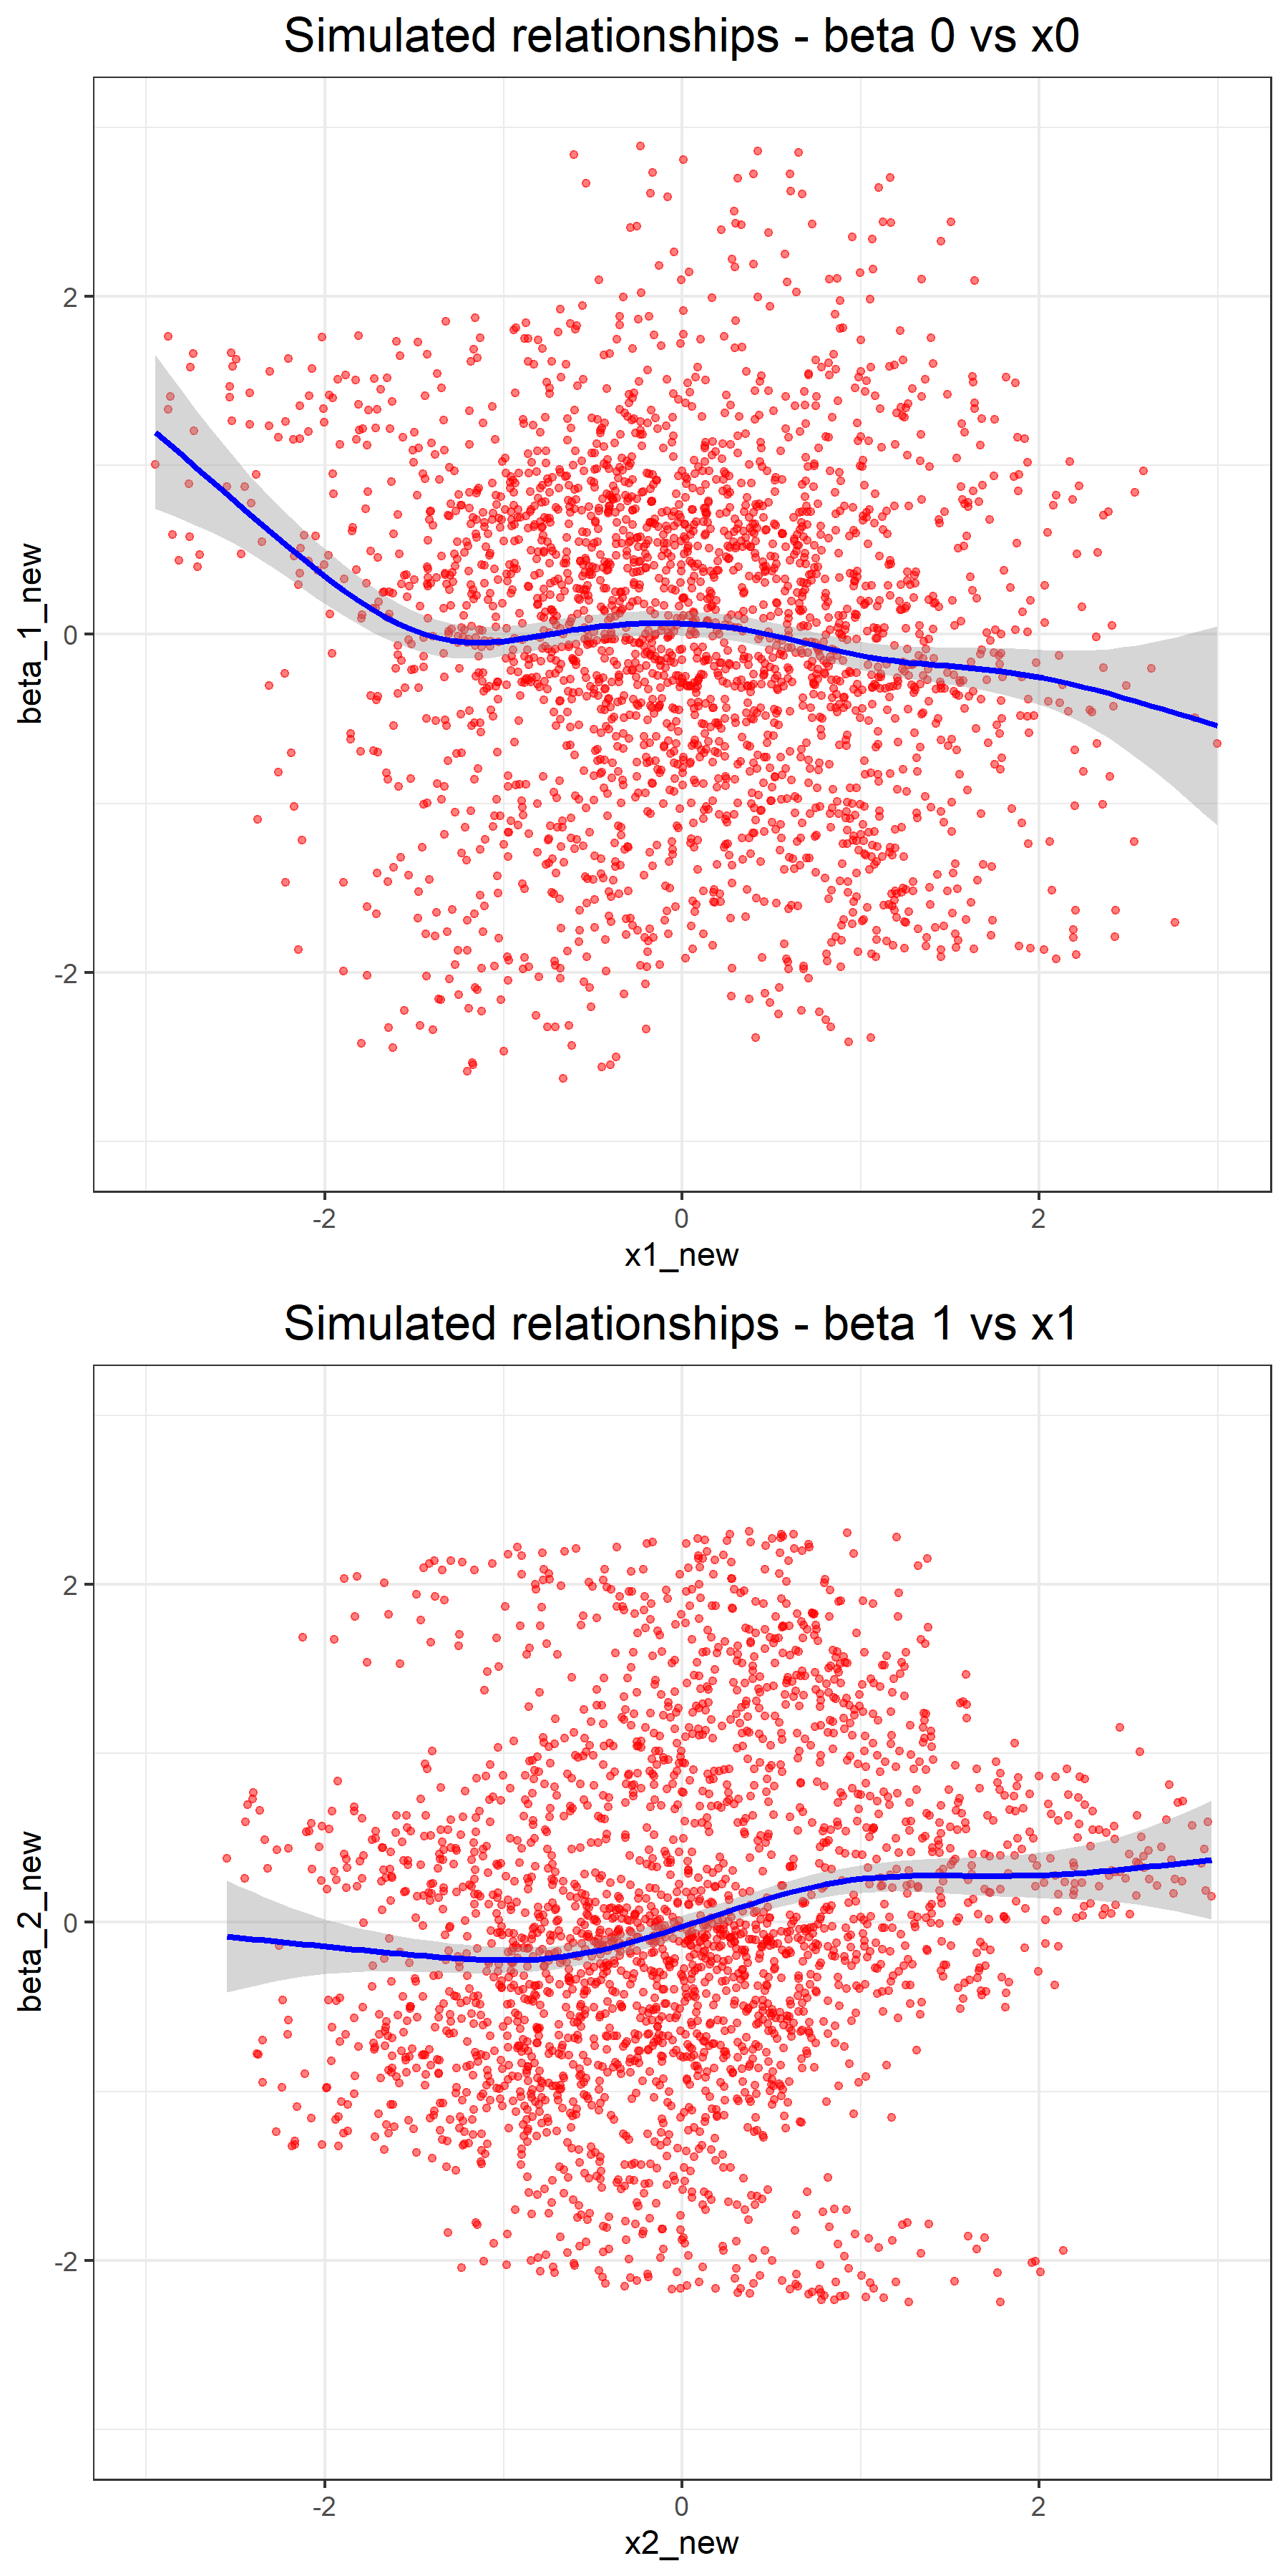 Simulated relationships - beta 0 vs x0
beta_1_new
2
0
-2
-2 0 2
x1_new
Simulated relationships - beta 1 vs x1
beta_2_new
2
0
-2
-2 0 2
x2_new